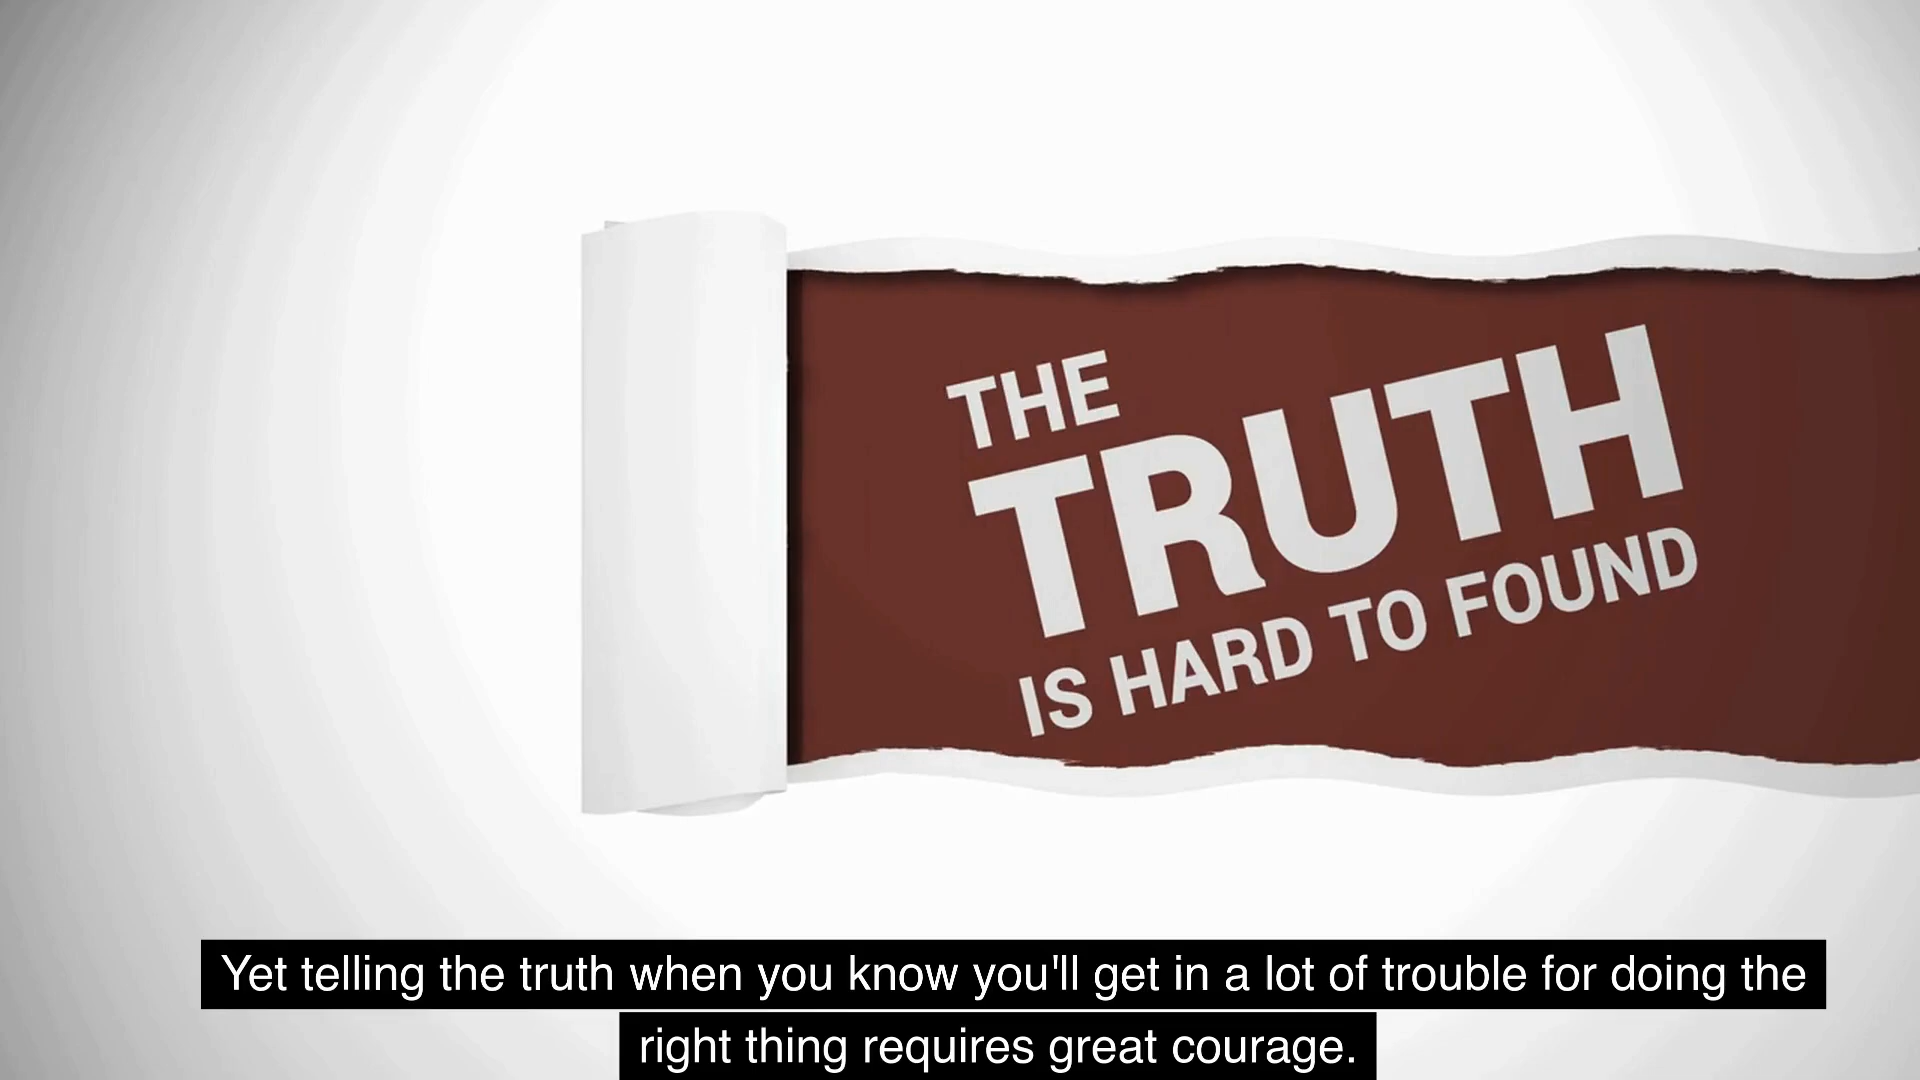 THE
TRUTH
IS HARD TO FOUND
Yet telling the truth when you know you'll get in a lot of trouble for doing the
right thing requires great courage.